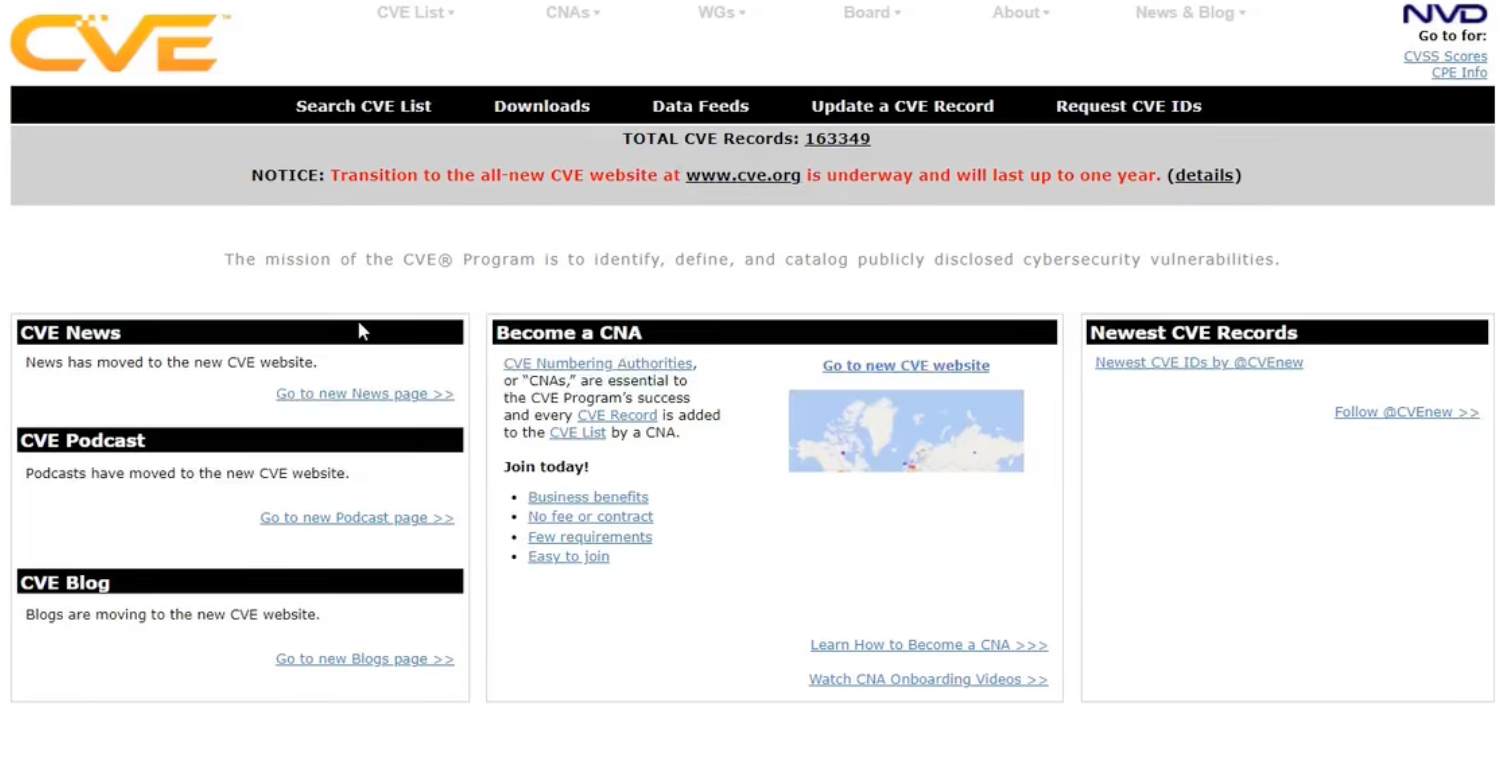 CVE™
CVE List
CNAs
WGs
Board
About
News & Blog
NVD
Go to for:
CVSS Scores
CPE Info
Search CVE List
Downloads
Data Feeds
Update a CVE Record
Request CVE IDs
TOTAL CVE Records: 163349
NOTICE: Transition to the all-new CVE website at www.cve.org is underway and will last up to one year. (details)
The mission of the CVE® Program is to identify, define, and catalog publicly disclosed cybersecurity vulnerabilities.
CVE News
News has moved to the new CVE website.
Go to new News page >>
CVE Podcast
Podcasts have moved to the new CVE website.
Go to new Podcast page >>
CVE Blog
Blogs are moving to the new CVE website.
Go to new Blogs page >>
Become a CNA
CVE Numbering Authorities,
or “CNAs,” are essential to
the CVE Program’s success
and every CVE Record is added
to the CVE List by a CNA.
Join today!
• Business benefits
• No fee or contract
• Few requirements
• Easy to join
Go to new CVE website
Learn How to Become a CNA >>>
Watch CNA Onboarding Videos >>
Newest CVE Records
Newest CVE IDs by @CVEnew
Follow @CVEnew >>